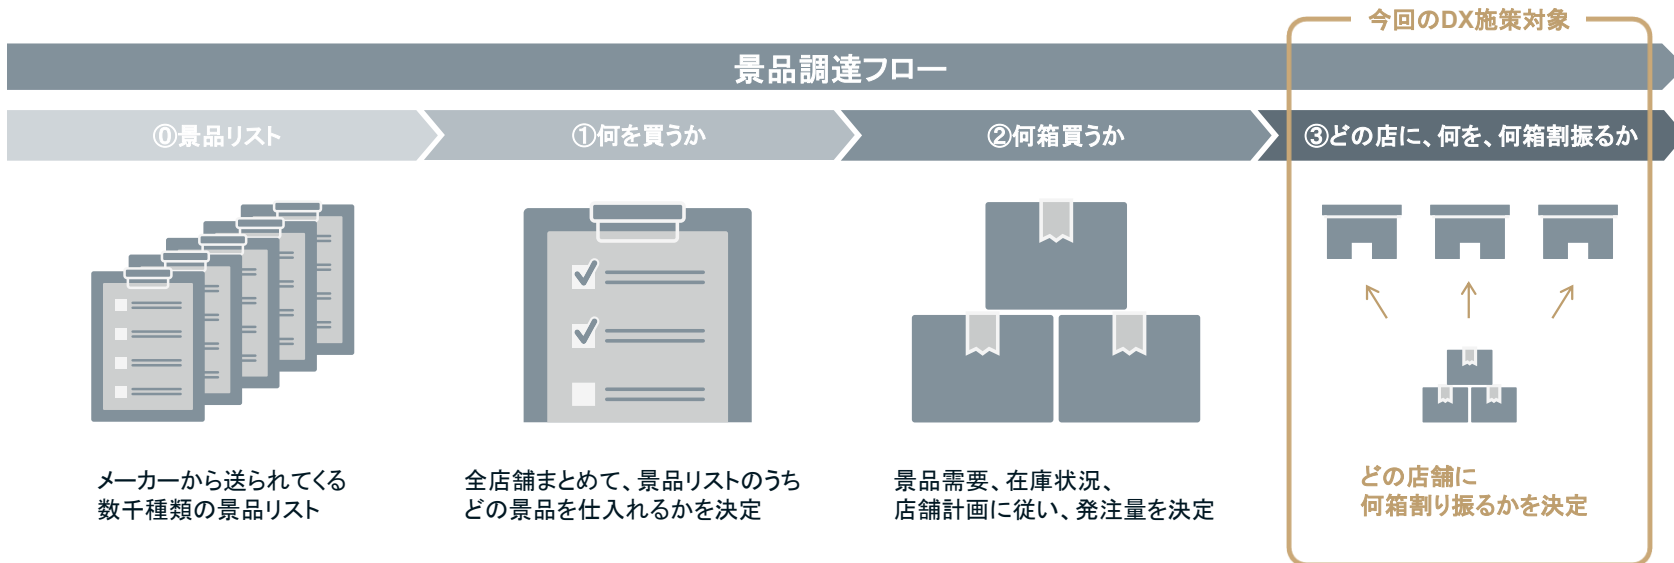 今回のDX施策対象
景品調達フロー
⓪景品リスト
①何を買うか
②何箱買うか
③どの店に、何を、何箱割振るか
メーカーから送られてくる
数千種類の景品リスト
全店舗まとめて、景品リストのうち
どの景品を仕入れるかを決定
景品需要、在庫状況、
店舗計画に従い、発注量を決定
どの店舗に
何箱割り振るかを決定